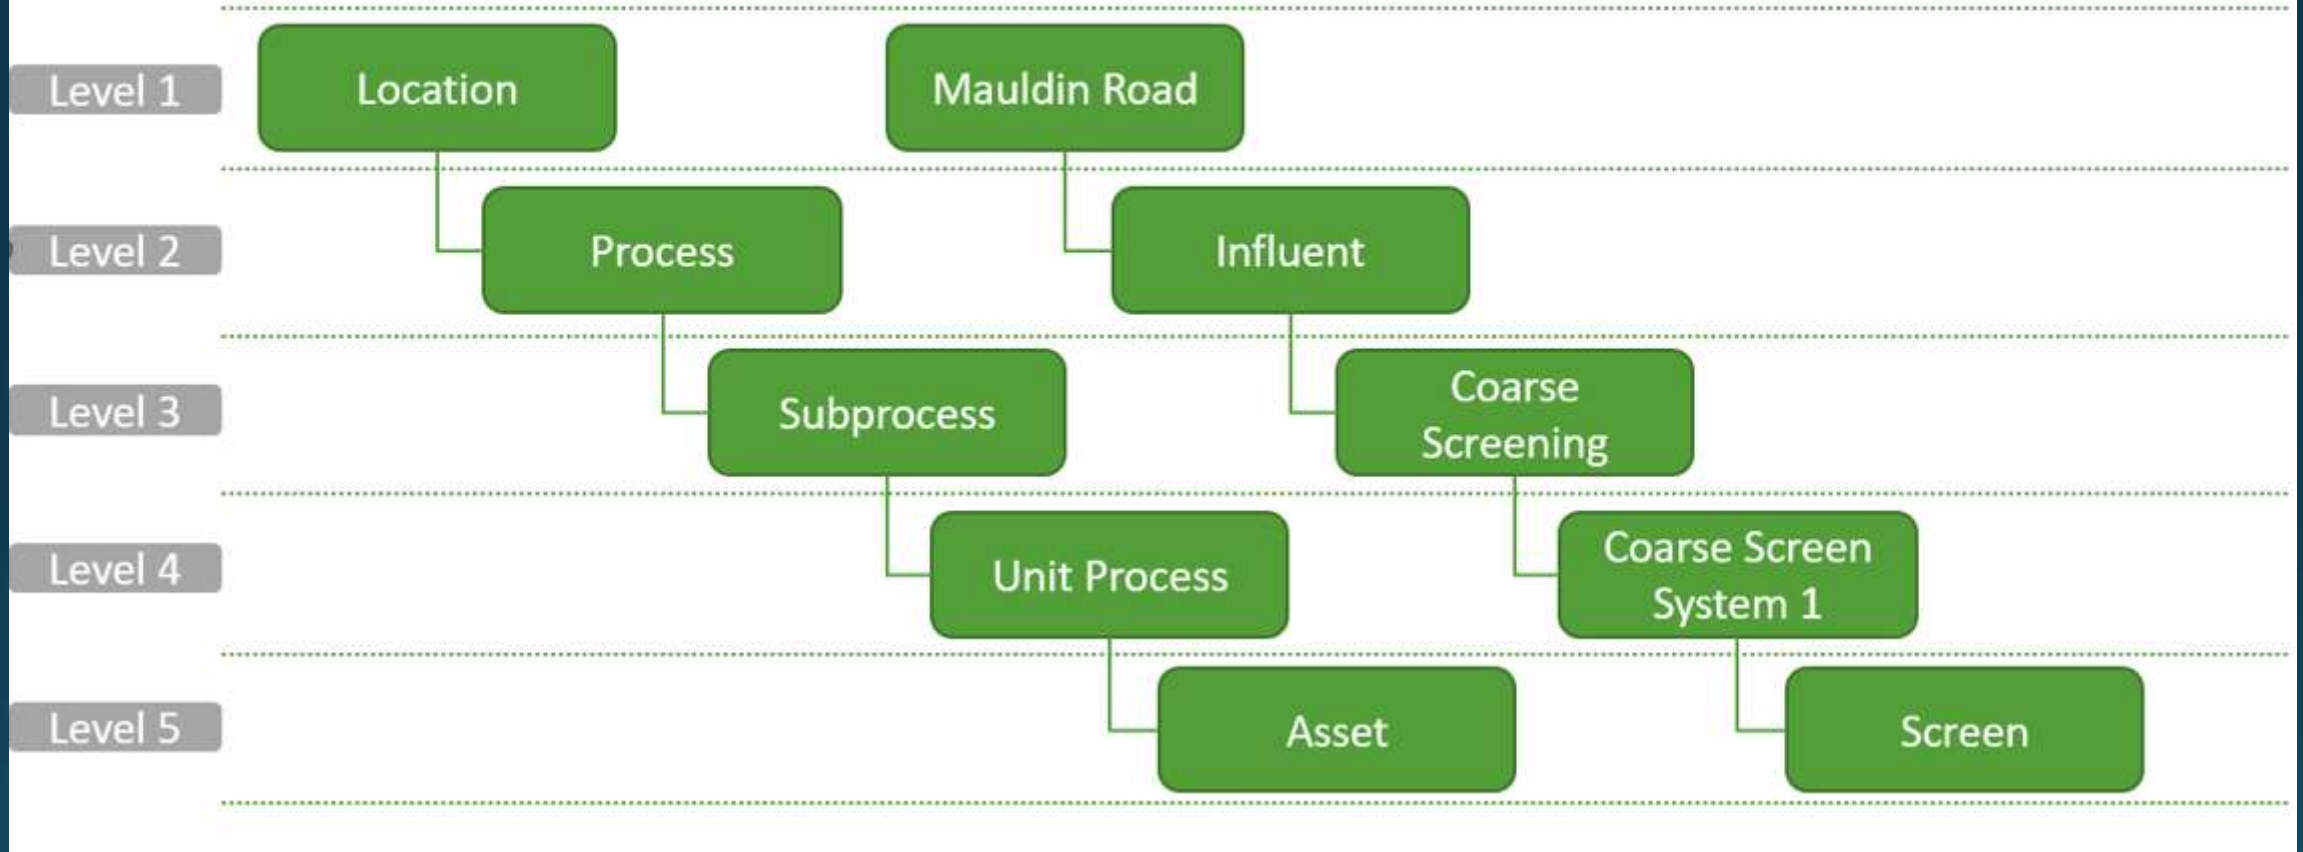 Level 1
Location
Mauldin Road
Level 2
Process
Influent
Level 3
Subprocess
Coarse
Screening
Level 4
Unit Process
Coarse Screen
System 1
Level 5
Asset
Screen